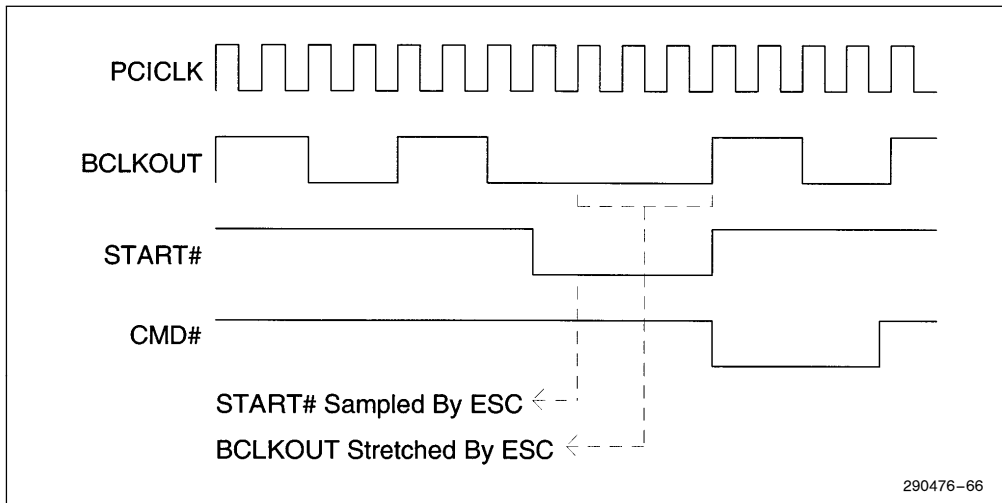 PCICLK
BCLKOUT
START#
CMD#
START# Sampled By ESC
BCLKOUT Stretched By ESC
290476–66